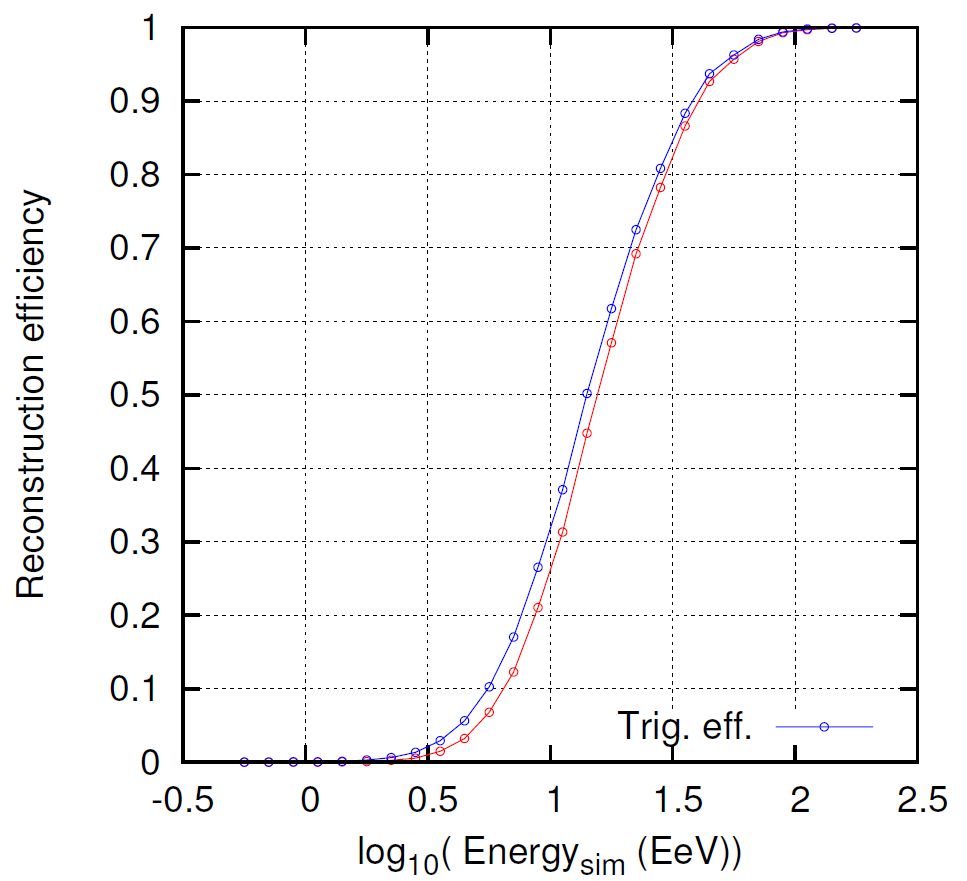 1
0.9
0.8
0.7
0.6
0.5
0.4
0.3
0.2
0.1
0
Reconstruction efficiency
Trig. eff.
-0.5 0 0.5 1 1.5 2 2.5
log10( Energysim (EeV))